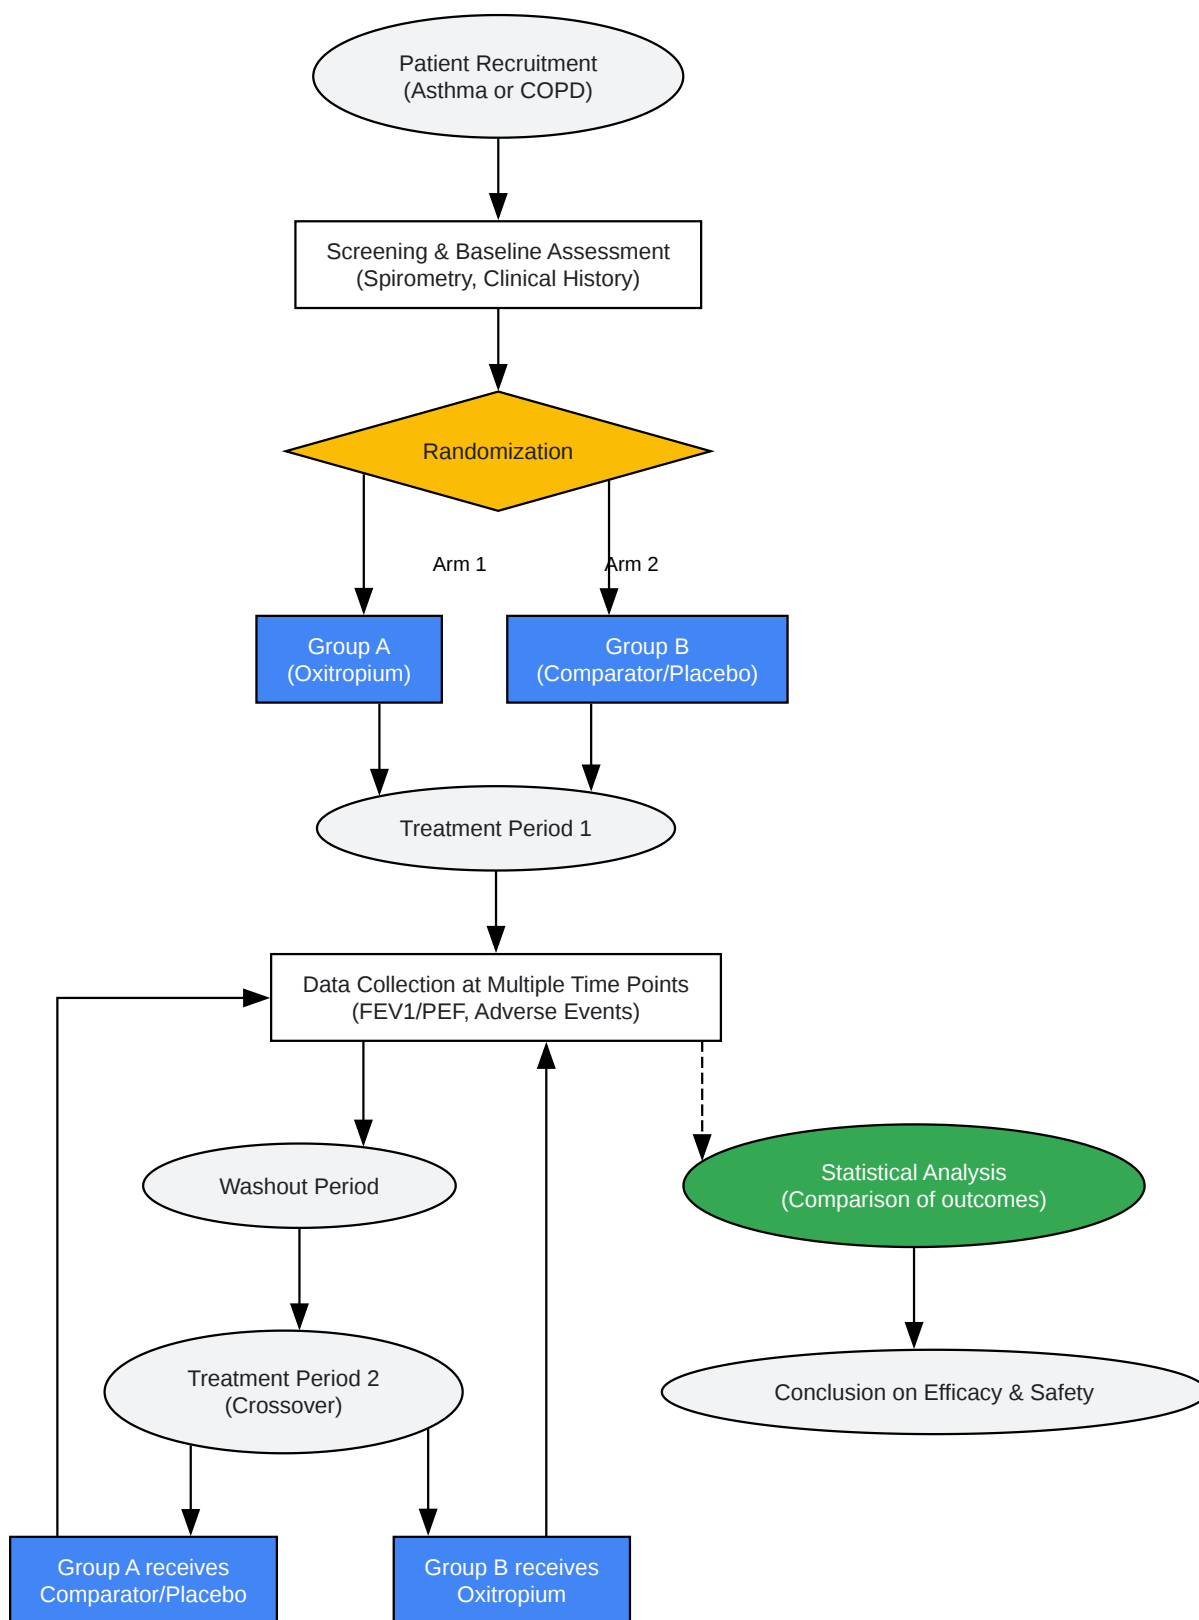 Patient Recruitment
(Asthma or COPD)
Screening & Baseline Assessment
(Spirometry, Clinical History)
Randomization
Arm 1
Arm 2
Group A
(Oxitropium)
Group B
(Comparator/Placebo)
Treatment Period 1
Data Collection at Multiple Time Points
(FEV1/PEF, Adverse Events)
Washout Period
Statistical Analysis
(Comparison of outcomes)
Treatment Period 2
(Crossover)
Conclusion on Efficacy & Safety
Group A receives
Comparator/Placebo
Group B receives
Oxitropium